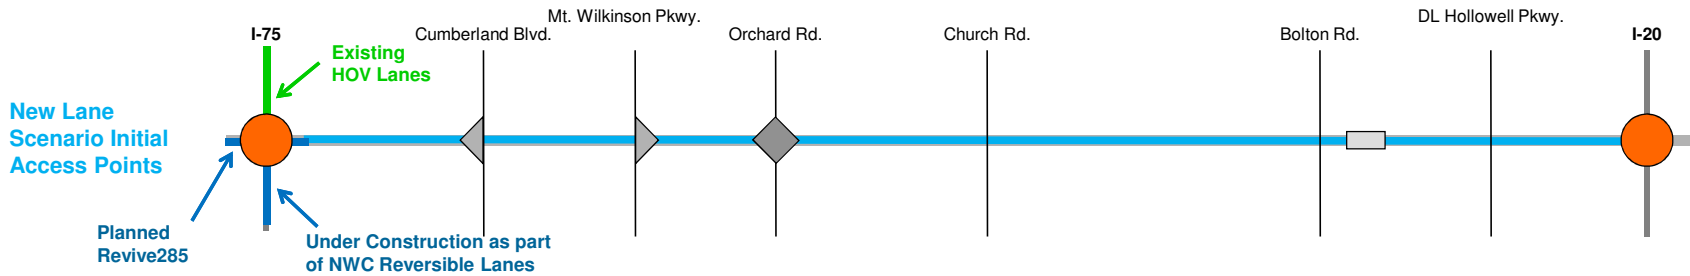 Mt. Wilkinson Pkwy.
DL Hollowell Pkwy.
I-75
Cumberland Blvd.
Orchard Rd.
Church Rd.
Bolton Rd.
I-20
Existing
HOV Lanes
New Lane
Scenario Initial
Access Points
Planned
Revive285
Under Construction as part
of NWC Reversible Lanes